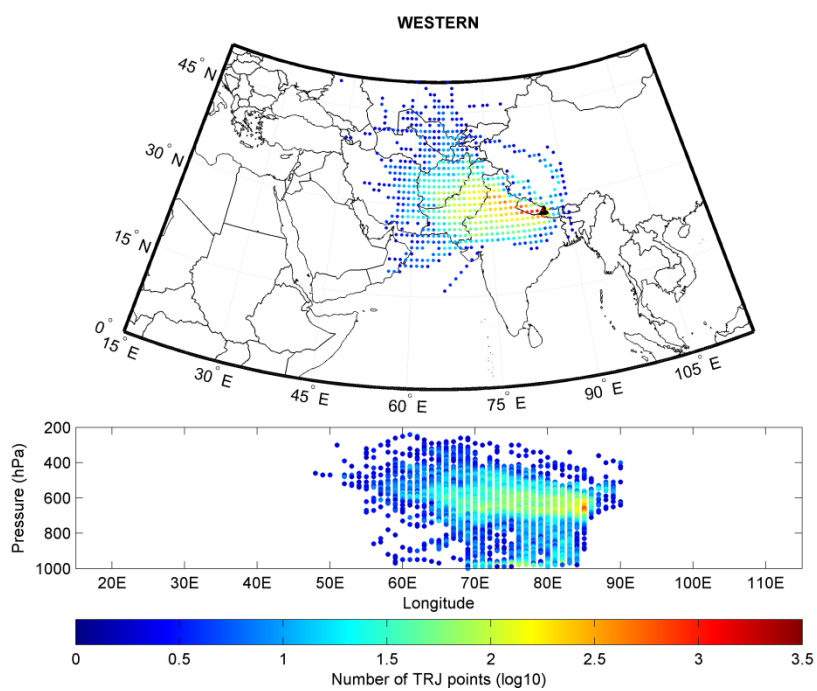 WESTERN
45° N
30° N
15° N
0°
15° E
30° E
45° E
60° E
75° E
90° E
105° E
200
400
600
800
1000
Pressure (hPa)
20E 30E 40E 50E 60E 70E 80E 90E 100E 110E
Longitude
0 0.5 1 1.5 2 2.5 3 3.5
Number of TRJ points (log10)